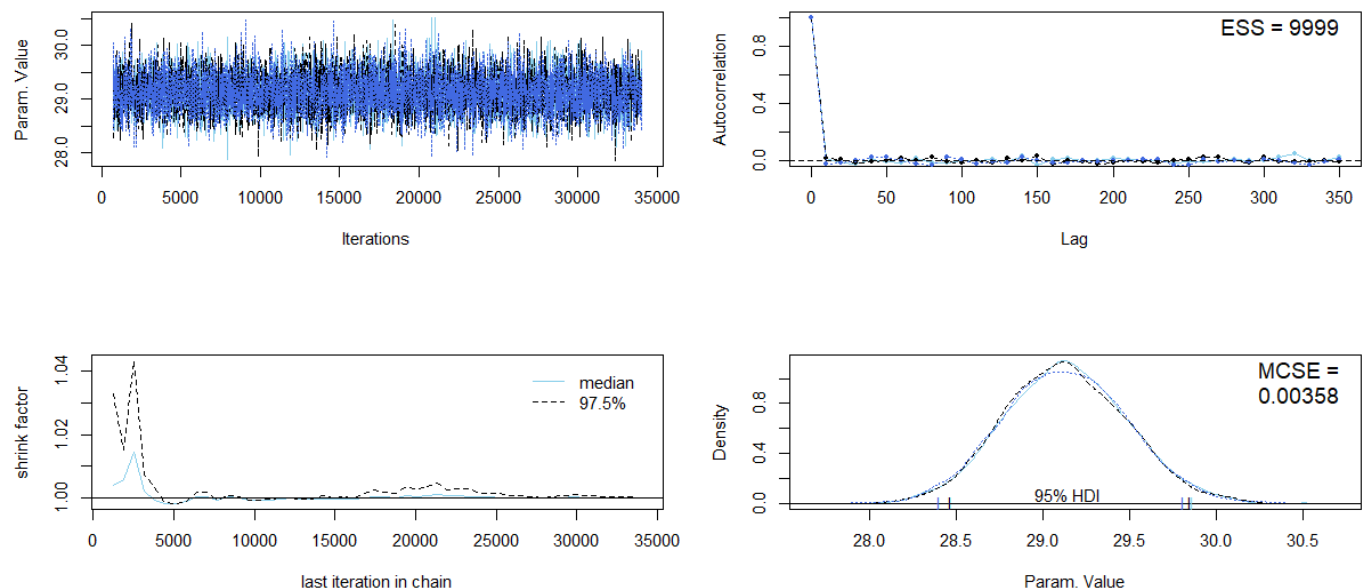 Param. Value
28.0 29.0 30.0
0 5000 10000 15000 20000 25000 30000 35000
Iterations
ESS = 9999
Autocorrelation
0.0 0.4 0.8
0 50 100 150 200 250 300 350
Lag
shrink factor
1.00 1.02 1.04
median
97.5%
0 5000 10000 15000 20000 25000 30000 35000
last iteration in chain
MCSE =
0.00358
Density
0.0 0.4 0.8
95% HDI
28.0 28.5 29.0 29.5 30.0 30.5
Param. Value